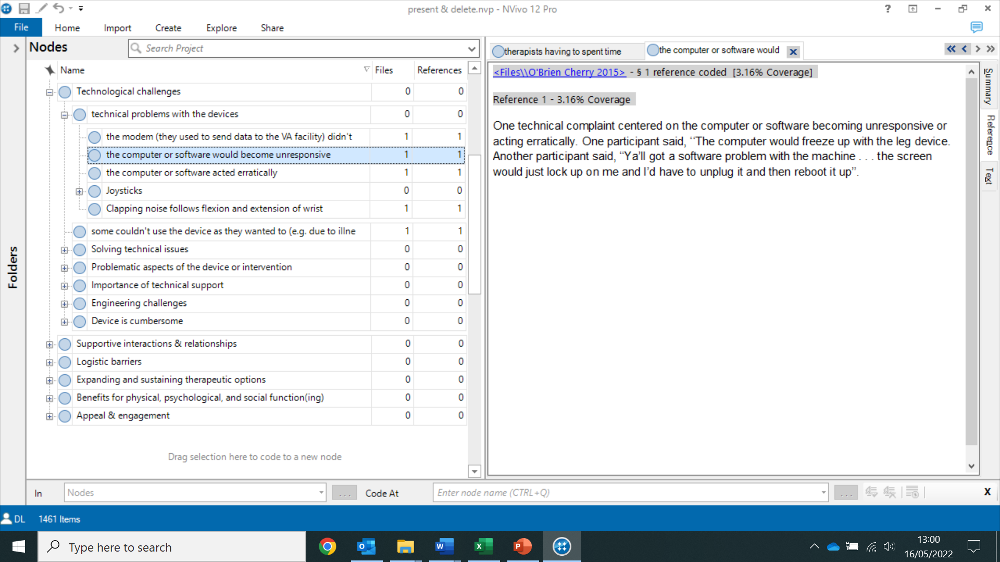 present & delete.nvp - NVivo 12 Pro
?
File Home Import Create Explore Share
Nodes
Search Project
Name Files References
Technological challenges 0 0
technical problems with the devices 0 0
the modem (they used to send data to the VA facility) didn't 1 1
the computer or software would become unresponsive 1 1
the computer or software acted erratically 1 1
Joysticks 0 0
Clapping noise follows flexion and extension of wrist 1 1
some couldn't use the device as they wanted to (e.g. due to illne 1 1
Solving technical issues 0 0
Problematic aspects of the device or intervention 0 0
Importance of technical support 0 0
Engineering challenges 0 0
Device is cumbersome 0 0
Supportive interactions & relationships 0 0
Logistic barriers 0 0
Expanding and sustaining therapeutic options 0 0
Benefits for physical, psychological, and social function(ing) 0 0
Appeal & engagement 0 0
Drag selection here to code to a new node
Folders
therapists having to spent time
the computer or software would
<Files\\O'Brien Cherry 2015> - § 1 reference coded [3.16% Coverage]
Reference 1 - 3.16% Coverage
One technical complaint centered on the computer or software becoming unresponsive or
acting erratically. One participant said, ‘‘The computer would freeze up with the leg device.
Another participant said, ‘‘Ya’ll got a software problem with the machine . . . the screen
would just lock up on me and I’d have to unplug it and then reboot it up’’.
Summary
Reference
Text
In Nodes ... Code At Enter node name (CTRL+Q) ... X
DL 1461 Items
Type here to search
13:00
16/05/2022